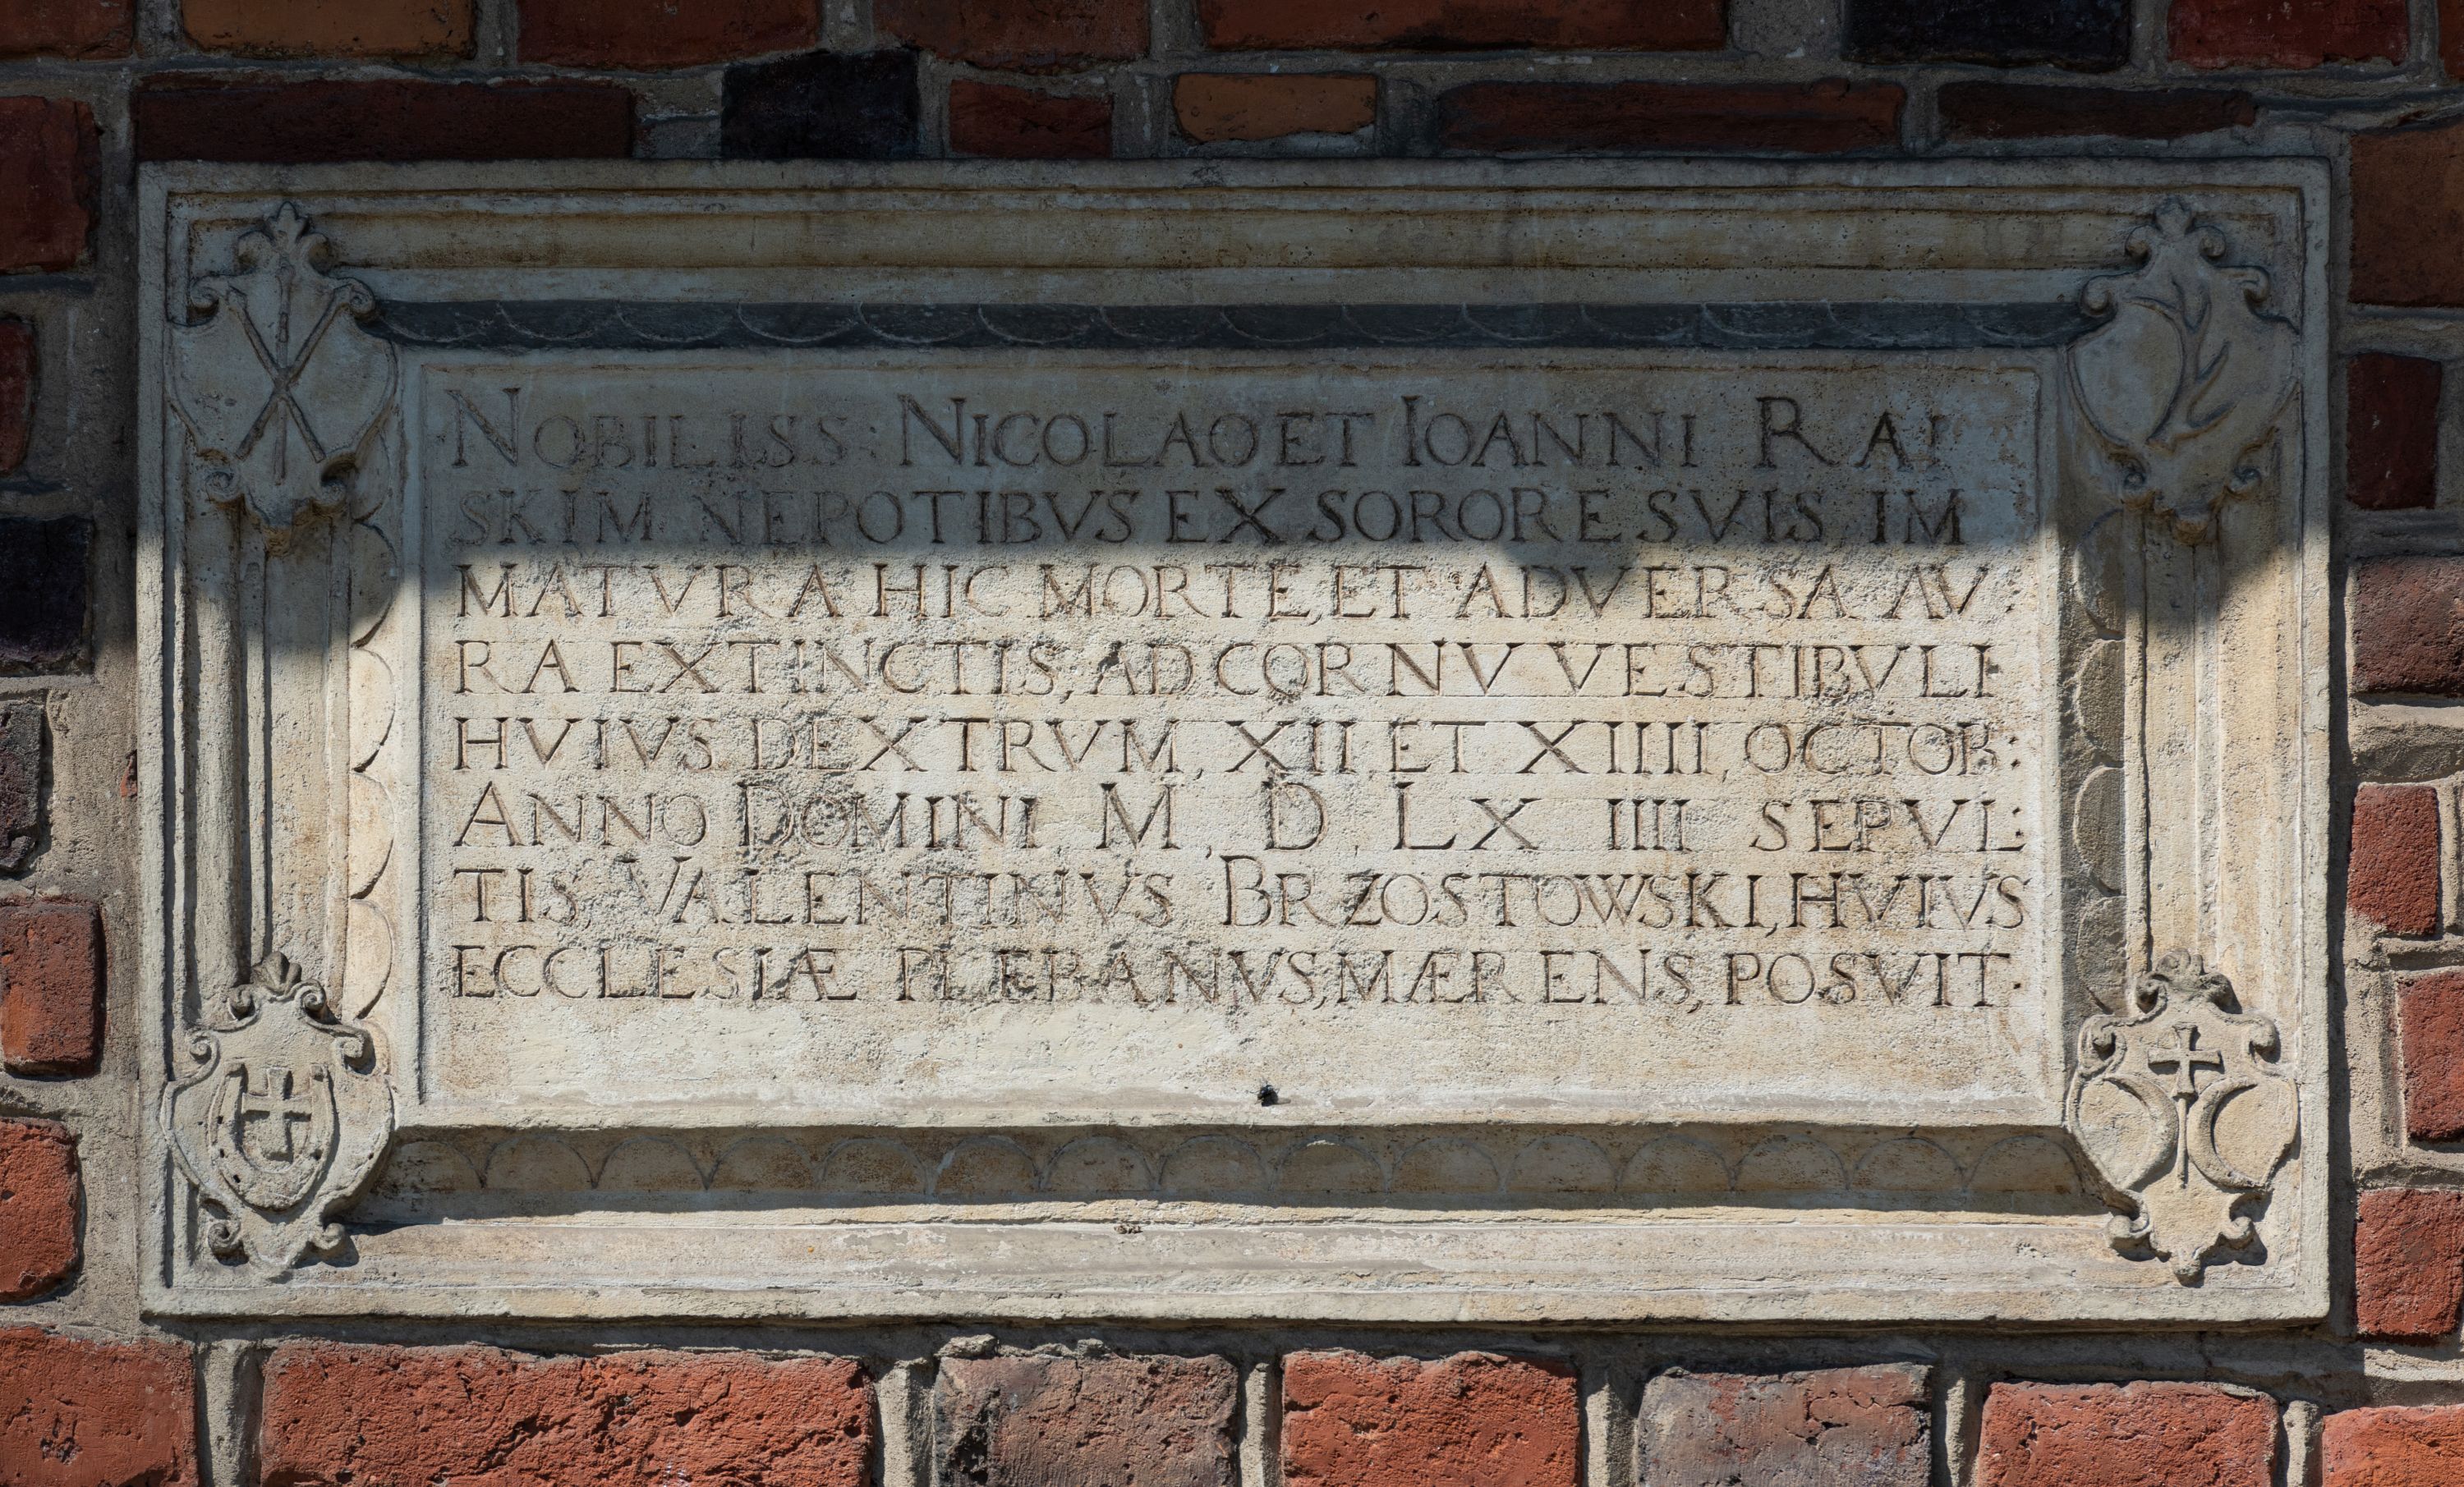 NOBILISS: NICOLAO ET IOANNI RAI
SKIM NEPOTIBVS EX SORORE SVIS, IM
MATVRA HIC MORTE, ET ADVERSA AV:
RA EXTINCTIS, AD CORNV VESTIBVLI
HVIVS DEXTRVM, XII, ET XIIII, OCTOB:
ANNO DOMINI, M, D, LX IIII SEPVL:
TIS, VALENTINVS BRZOSTOWSKI, HVIVS
ECCLESIÆ PLEBANVS, MÆRENS, POSVIT.